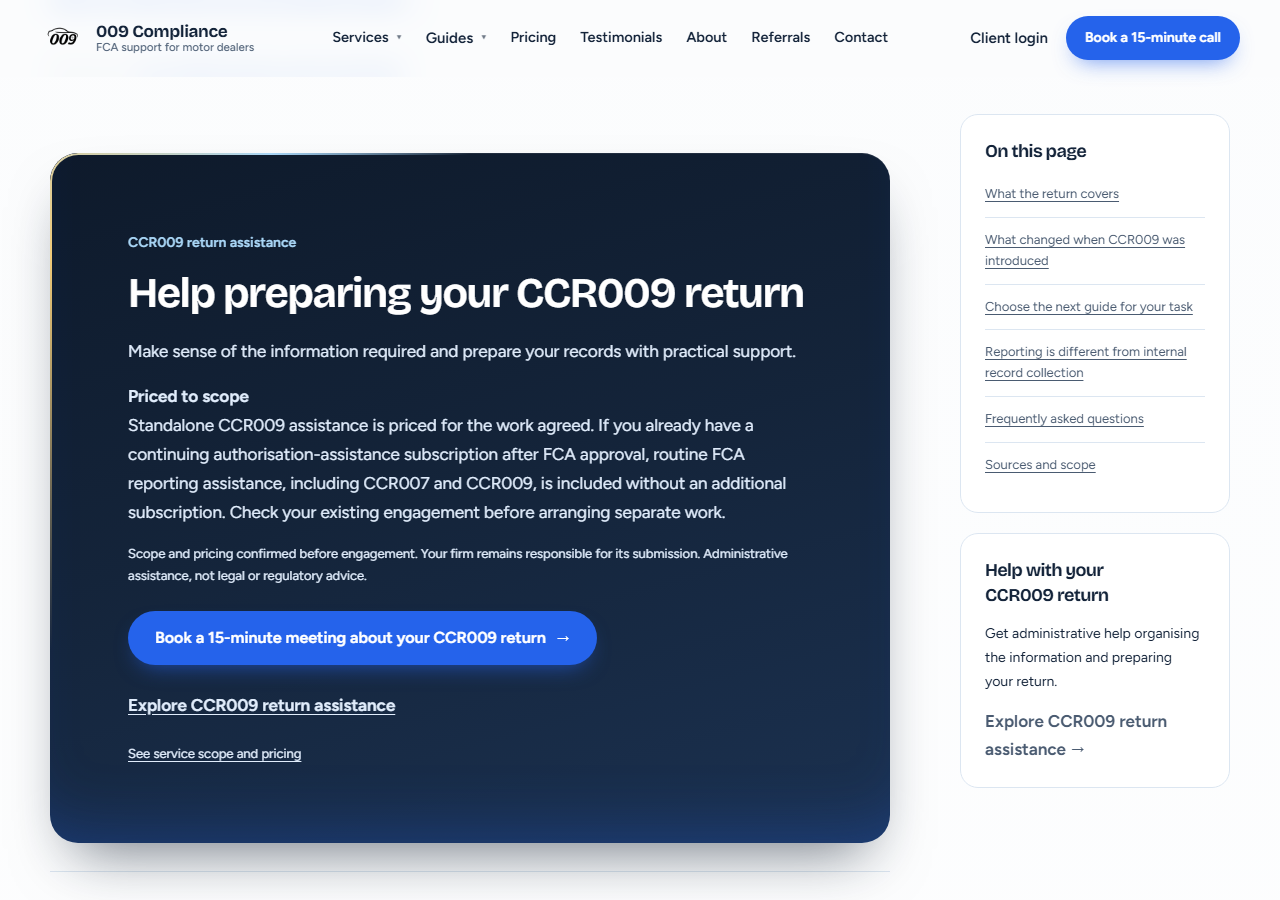 009
009 Compliance
FCA support for motor dealers
Services
Guides
Pricing
Testimonials
About
Referrals
Contact
Client login
Book a 15-minute call
CCR009 return assistance
Help preparing your CCR009 return
Make sense of the information required and prepare your records with practical support.
Priced to scope
Standalone CCR009 assistance is priced for the work agreed. If you already have a
continuing authorisation-assistance subscription after FCA approval, routine FCA
reporting assistance, including CCR007 and CCR009, is included without an additional
subscription. Check your existing engagement before arranging separate work.
Scope and pricing confirmed before engagement. Your firm remains responsible for its submission. Administrative
assistance, not legal or regulatory advice.
Book a 15-minute meeting about your CCR009 return →
Explore CCR009 return assistance
See service scope and pricing
On this page
What the return covers
What changed when CCR009 was
introduced
Choose the next guide for your task
Reporting is different from internal
record collection
Frequently asked questions
Sources and scope
Help with your
CCR009 return
Get administrative help organising
the information and preparing
your return.
Explore CCR009 return
assistance →